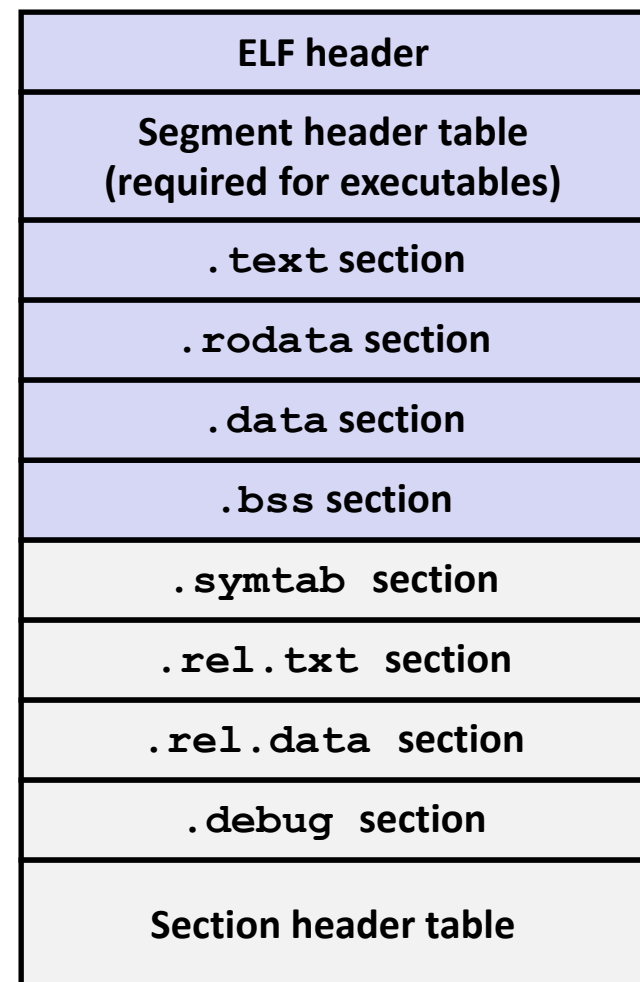 ELF header
Segment header table
(required for executables)
.text section
.rodata section
.data section
.bss section
.symtab section
.rel.txt section
.rel.data section
.debug section
Section header table